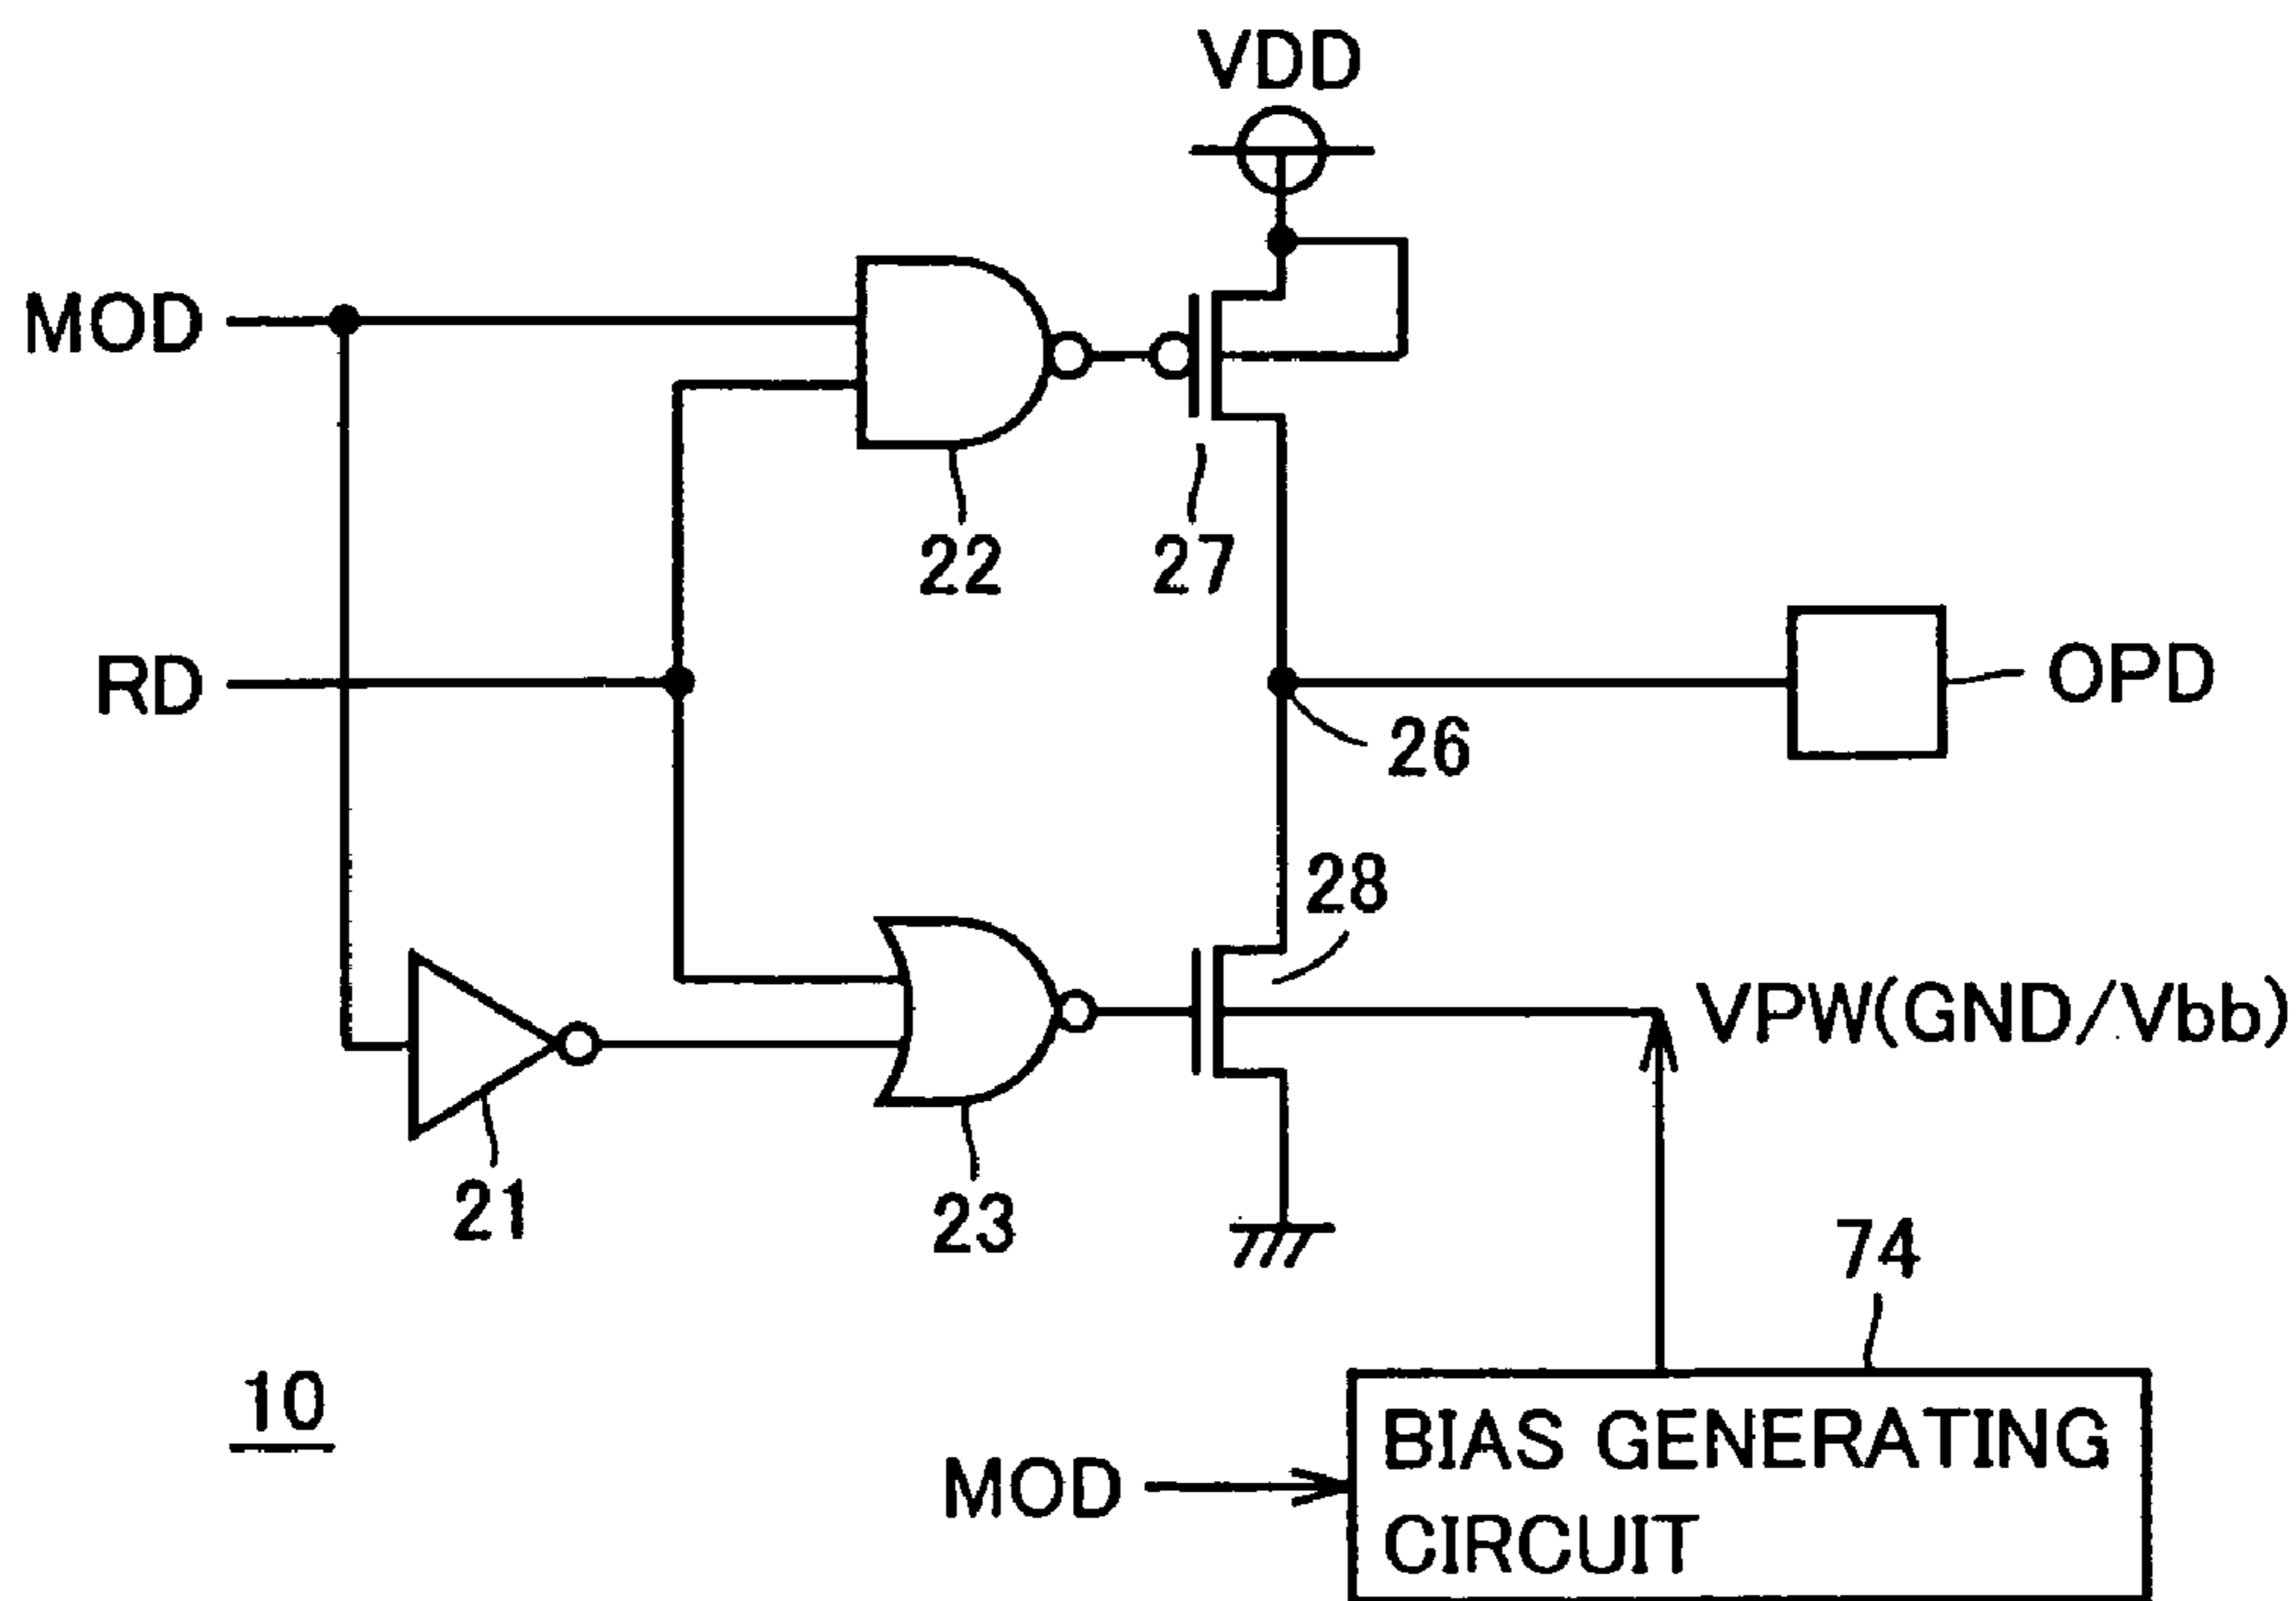 VDD
MOD
22
27
RD
OPD
26
28
VPW(GND/Vbb)
21
23
74
10
MOD
BIAS GENERATING
CIRCUIT